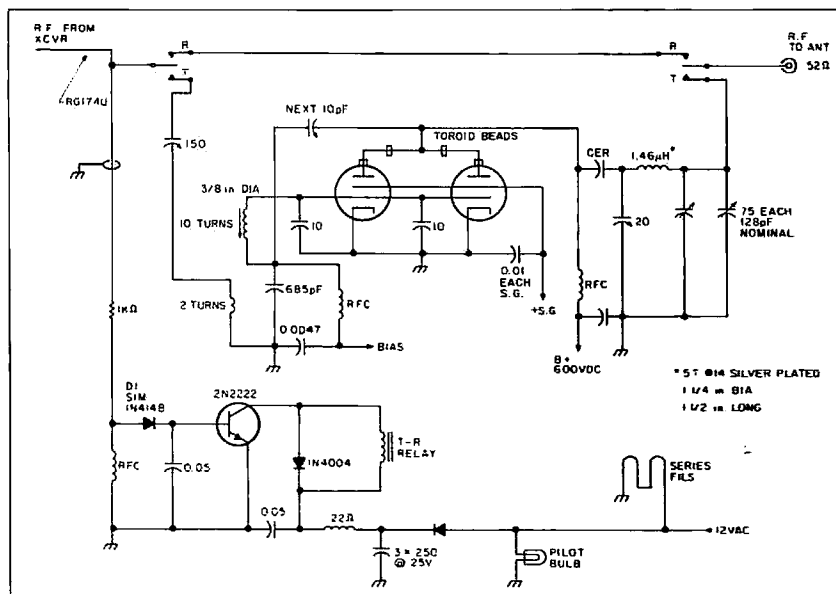 R.F. FROM
XCVR
RG174U
R
T
R
T
R.F
TO ANT
52Ω
150
NEXT 10pF
TOROID BEADS
CER
1.46µH*
3/8 in DIA
10 TURNS
10
10
20
75 EACH
128pF
NOMINAL
0.01
EACH
S.G.
+S.G
685pF
RFC
RFC
2 TURNS
0.0047
BIAS
B+
600VDC
1KΩ
* 5T #14 SILVER PLATED
1 1/4 in DIA
1 1/2 in LONG
D1
SIM
1N4148
2N2222
RFC
0.05
1N4004
T-R
RELAY
SERIES
FILS
0.05
22Ω
12VAC
3 x 250
@ 25V
PILOT
BULB